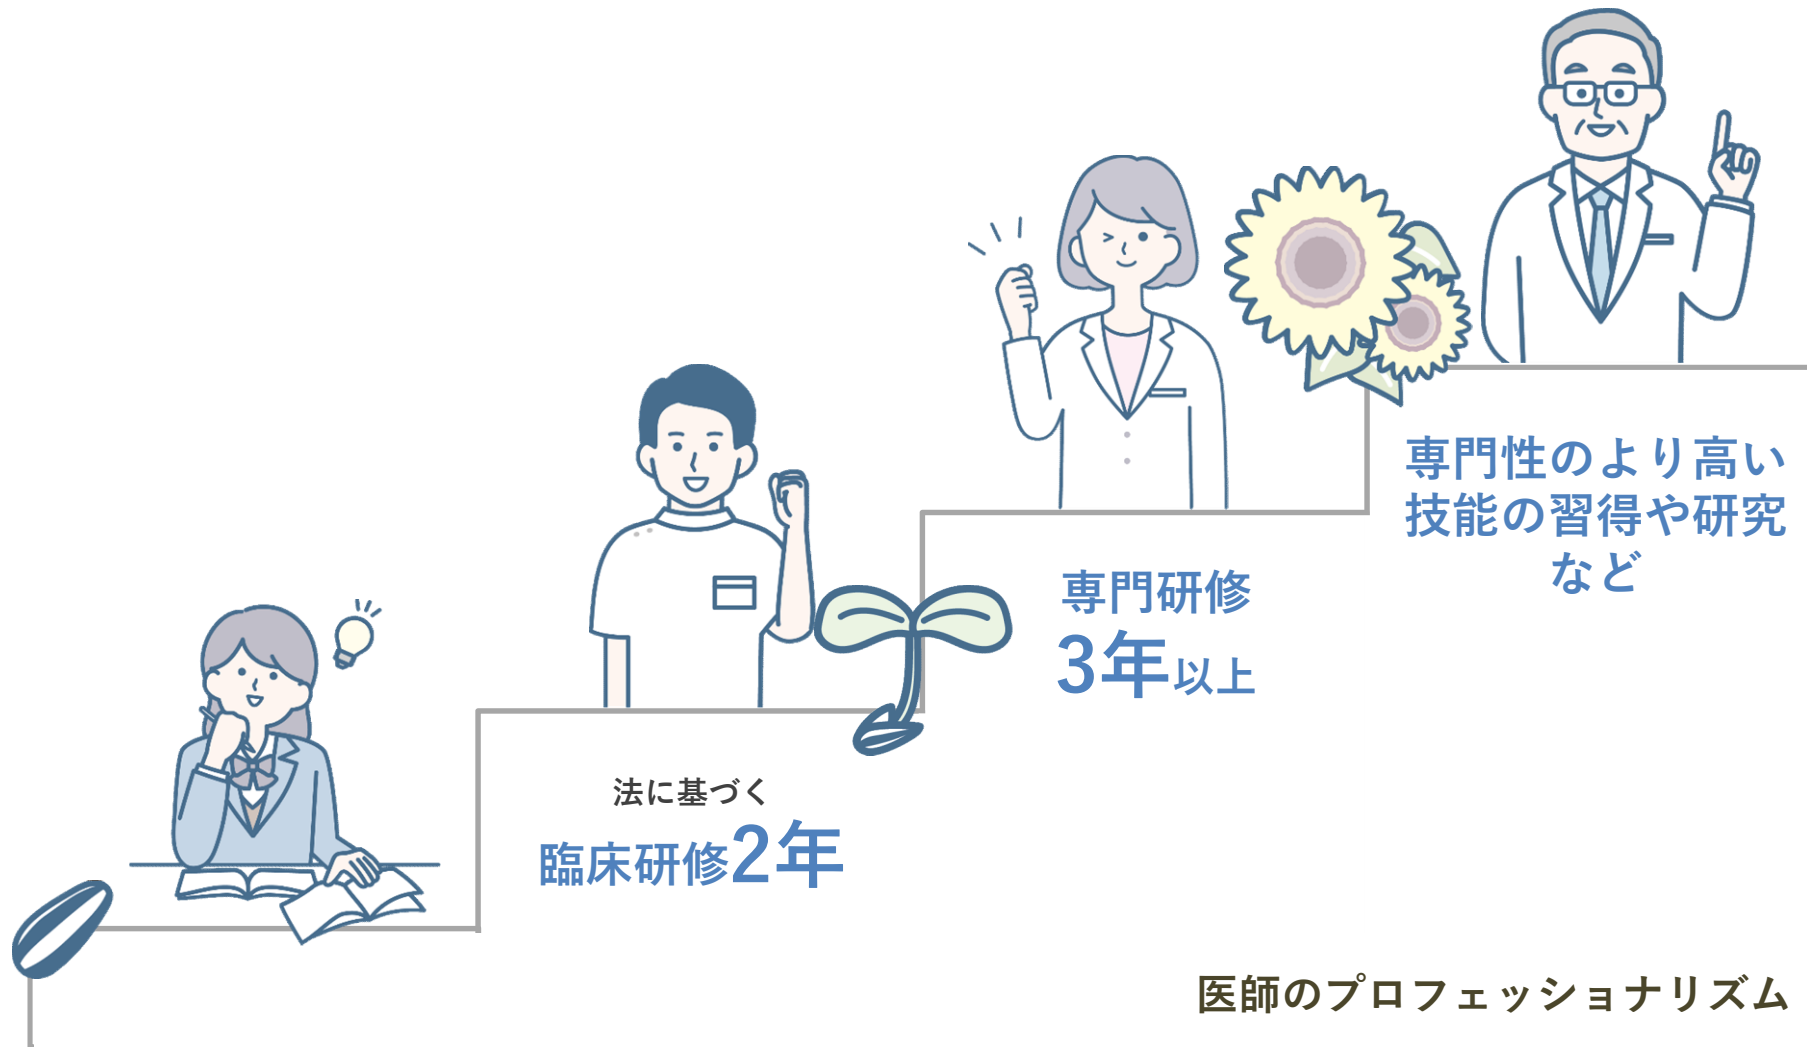 専門性のより高い
技能の習得や研究
など
専門研修
3年以上
法に基づく
臨床研修2年
医師のプロフェッショナリズム